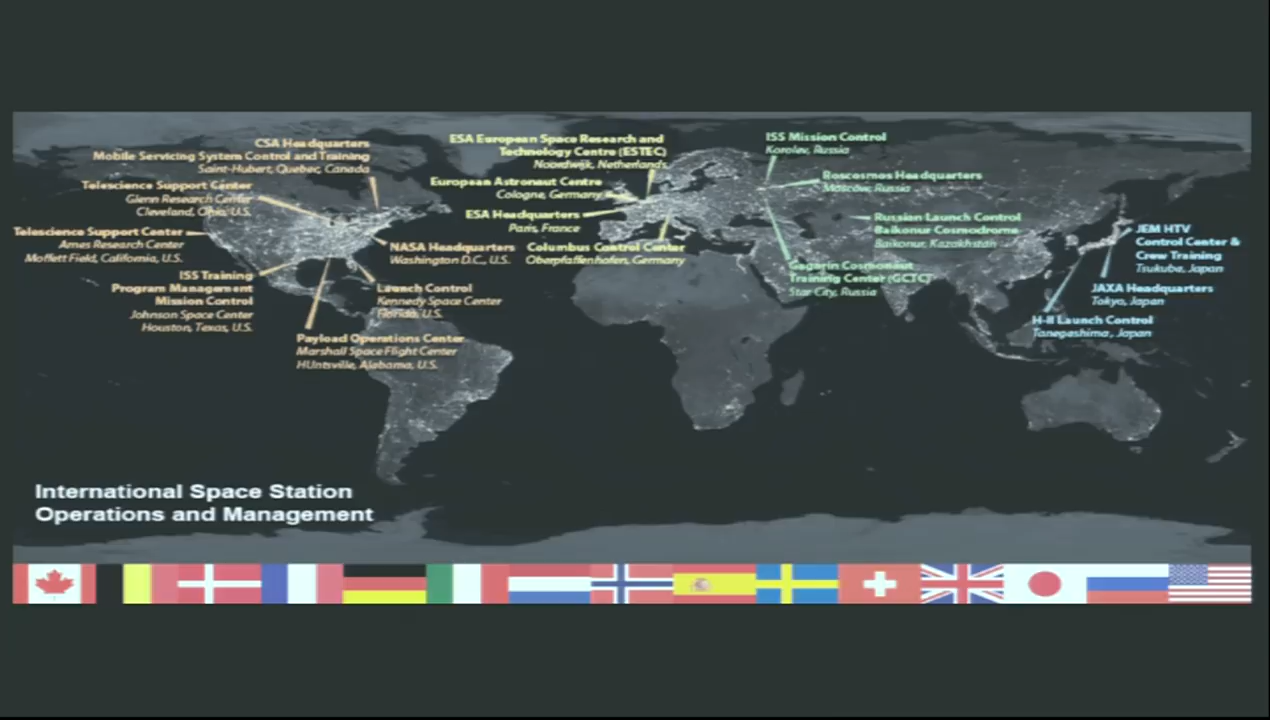 CSA Headquarters
Mobile Servicing System Control and Training
Saint-Hubert, Quebec, Canada
Telescience Support Center
Glenn Research Center
Cleveland, Ohio, U.S.
Telescience Support Center
Ames Research Center
Moffett Field, California, U.S.
ISS Training
Program Management
Mission Control
Johnson Space Center
Houston, Texas, U.S.
NASA Headquarters
Washington D.C., U.S.
Launch Control
Kennedy Space Center
Florida, U.S.
Payload Operations Center
Marshall Space Flight Center
HUntsville, Alabama, U.S.
ESA European Space Research and
Technology Centre (ESTEC)
Noordwijk, Netherlands
European Astronaut Centre
Cologne, Germany
ESA Headquarters
Paris, France
Columbus Control Center
Oberpfaffenhofen, Germany
ISS Mission Control
Korolev, Russia
Roscosmos Headquarters
Moscow, Russia
Russian Launch Control
Baikonur Cosmodrome
Baikonur, Kazakhstan
Gagarin Cosmonaut
Training Center (GCTC)
Star City, Russia
JEM HTV
Control Center &
Crew Training
Tsukuba, Japan
JAXA Headquarters
Tokyo, Japan
H-II Launch Control
Tanegashima, Japan
International Space Station
Operations and Management